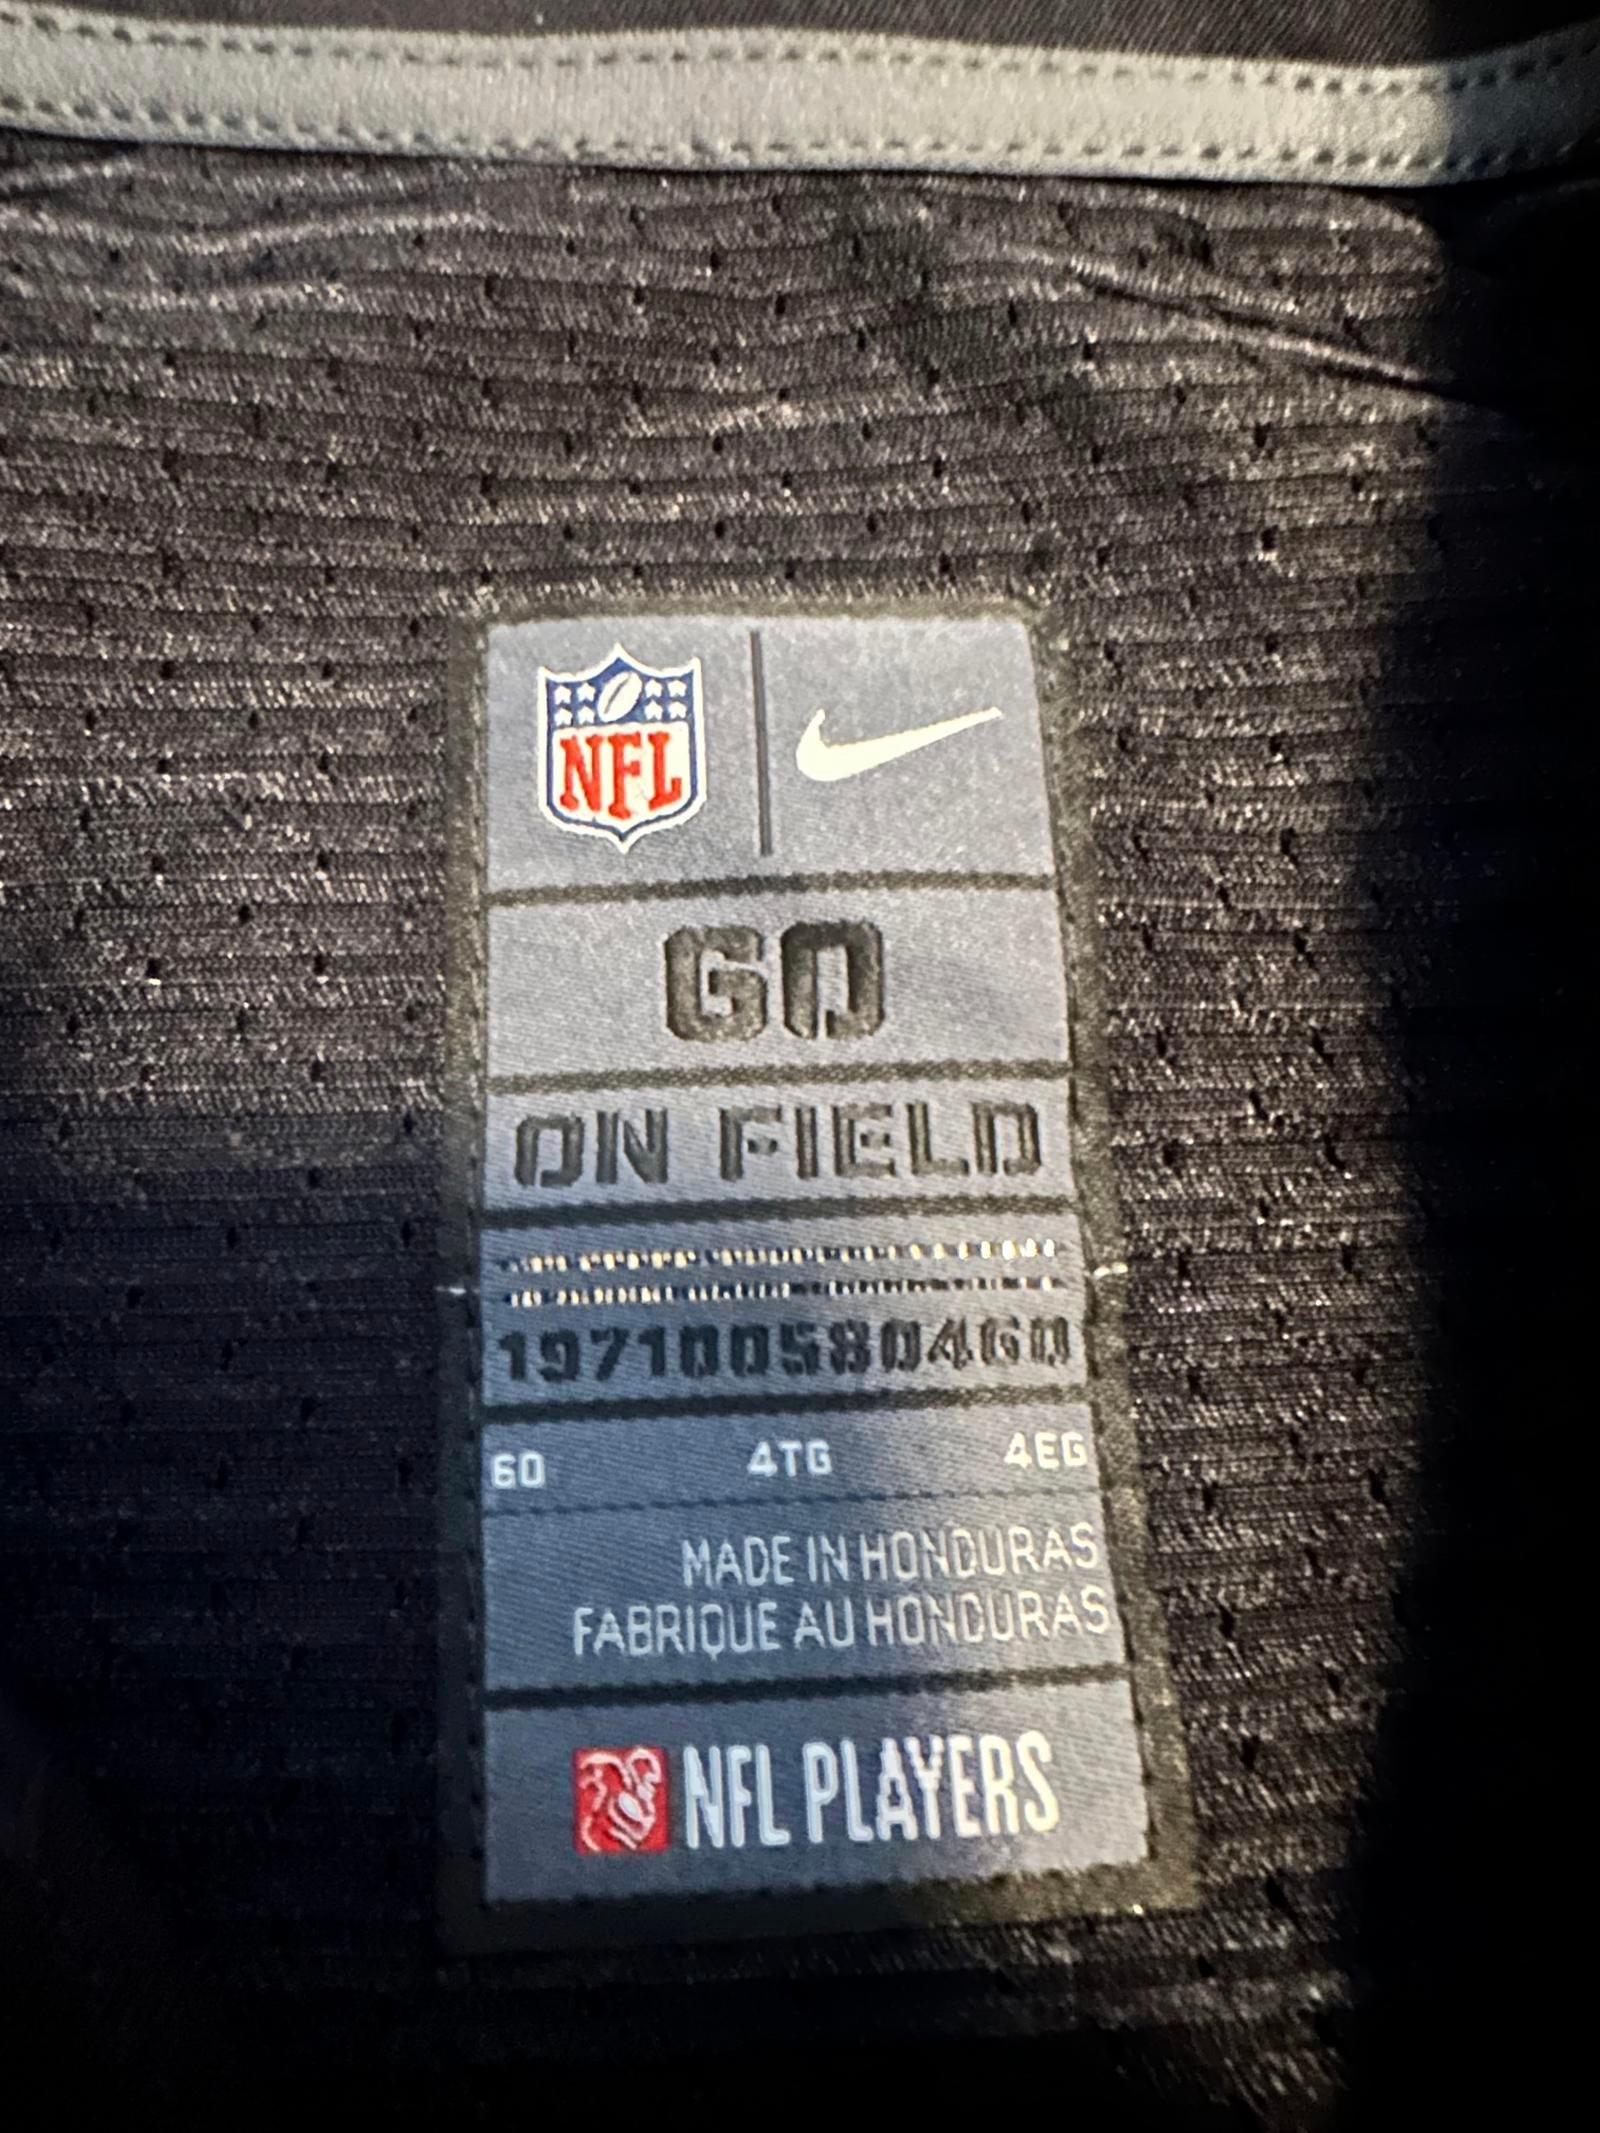 NFL
60
ON FIELD
197100580460
60 4TG 4EG
MADE IN HONDURAS
FABRIQUE AU HONDURAS
NFL PLAYERS